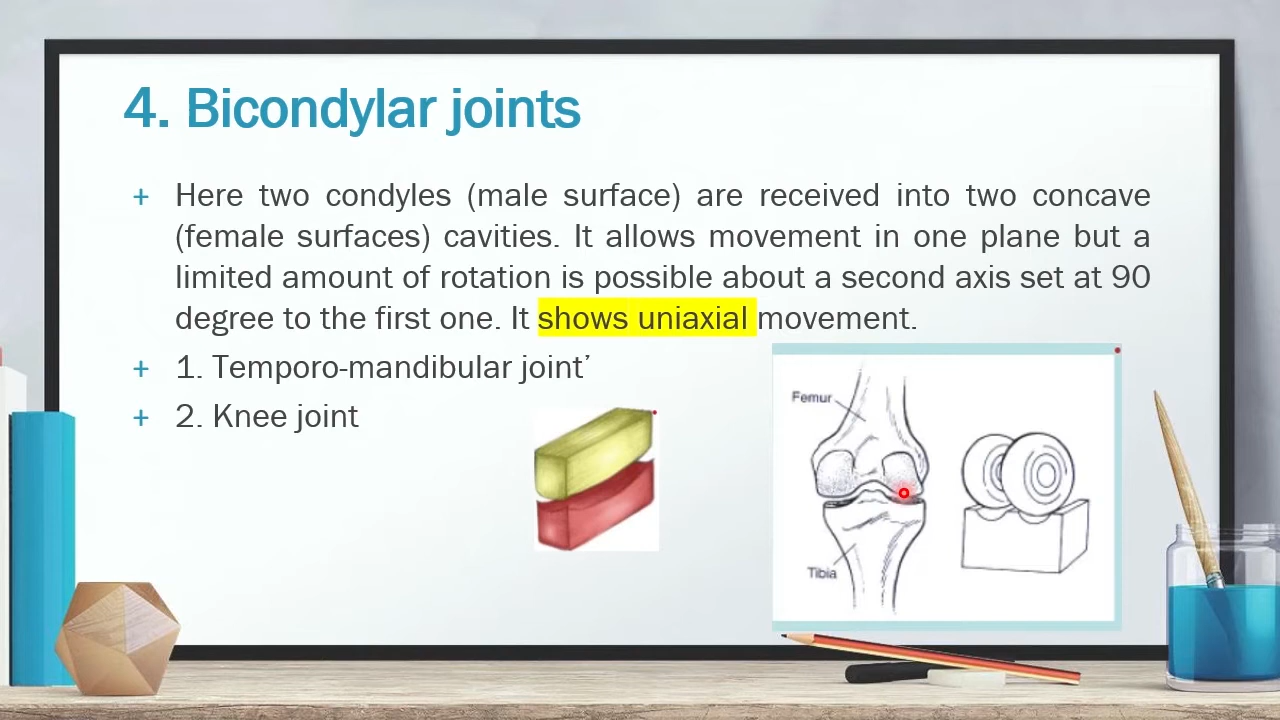 4. Bicondylar joints
+ Here two condyles (male surface) are received into two concave
(female surfaces) cavities. It allows movement in one plane but a
limited amount of rotation is possible about a second axis set at 90
degree to the first one. It shows uniaxial movement.
+ 1. Temporo-mandibular joint’
+ 2. Knee joint
Femur
Tibia